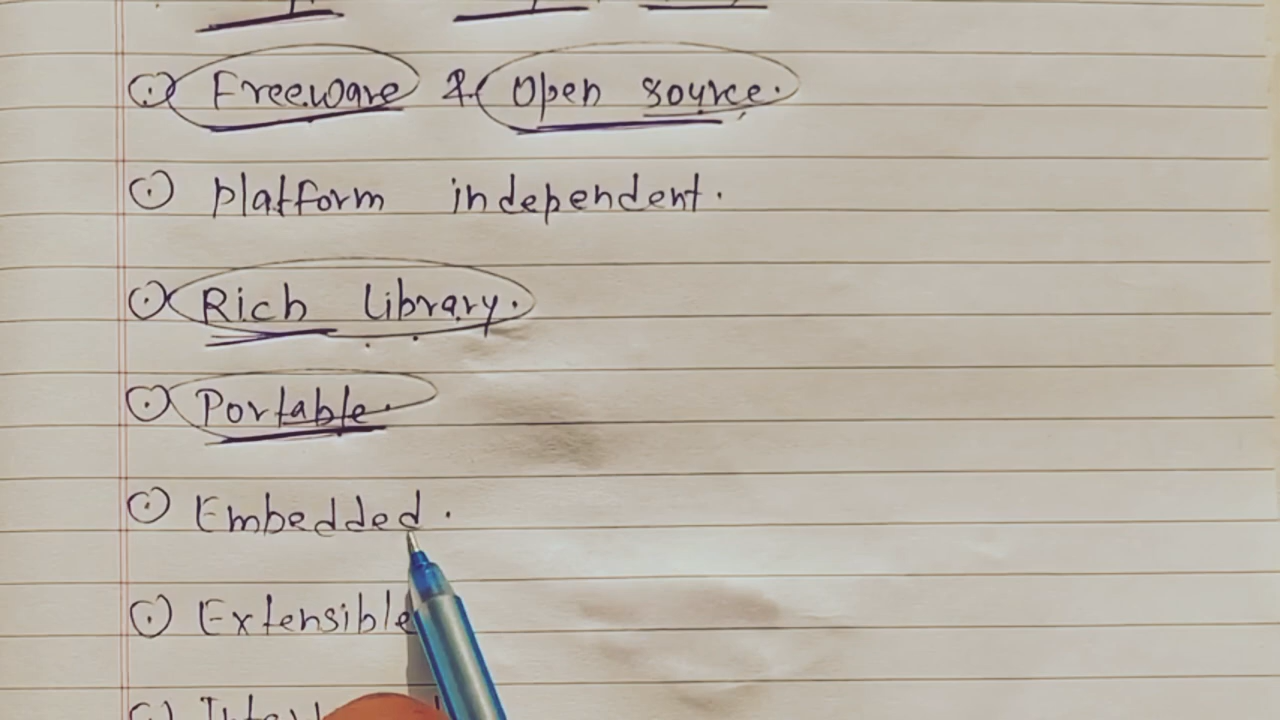 Freeware & Open source.
Platform independent.
Rich Library.
Portable.
Embedded.
Extensible